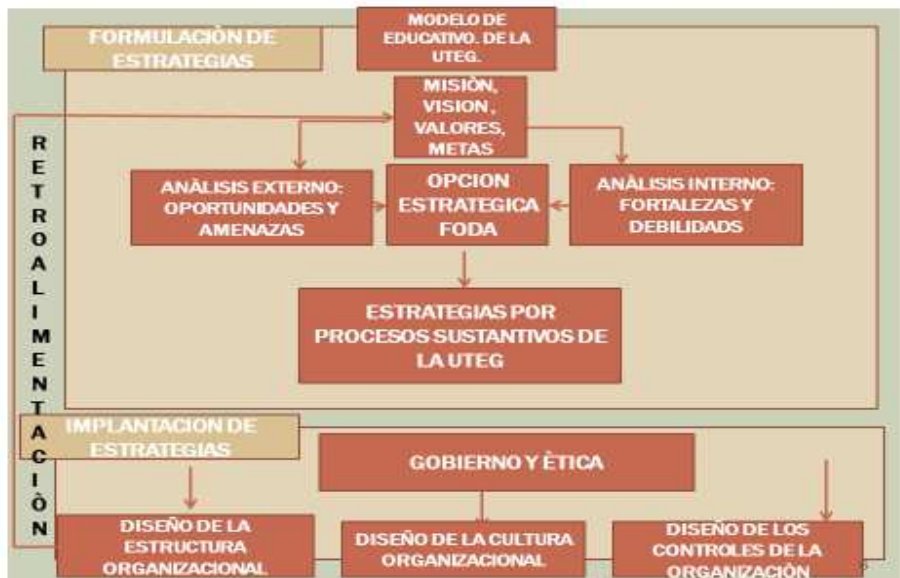 FORMULACIÒN DE
ESTRATEGIAS
MODELO DE
EDUCATIVO. DE LA
UTEG.
MISIÒN,
VISION ,
VALORES,
METAS
ANÀLISIS EXTERNO:
OPORTUNIDADES Y
AMENAZAS
OPCION
ESTRATEGICA
FODA
ANÀLISIS INTERNO:
FORTALEZAS Y
DEBILIDADS
ESTRATEGIAS POR
PROCESOS SUSTANTIVOS DE
LA UTEG
RETROALIMENTACIÒN
IMPLANTACION DE
ESTRATEGIAS
GOBIERNO Y ÈTICA
DISEÑO DE LA
ESTRUCTURA
ORGANIZACIONAL
DISEÑO DE LA CULTURA
ORGANIZACIONAL
DISEÑO DE LOS
CONTROLES DE LA
ORGANIZACIÒN